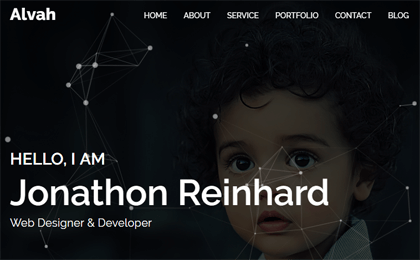 Alvah HOME ABOUT SERVICE PORTFOLIO CONTACT BLOG
HELLO, I AM
Jonathon Reinhard
Web Designer & Developer